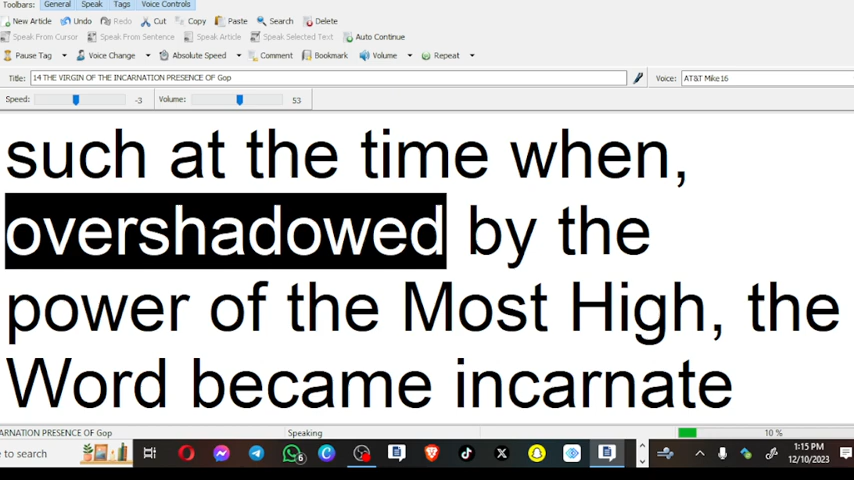 Toolbars: General Speak Tags Voice Controls
New Article Undo Redo Cut Copy Paste Search Delete
Speak From Cursor Speak From Sentence Speak Article Speak Selected Text Auto Continue
Pause Tag Voice Change Absolute Speed Comment Bookmark Volume Repeat
Title: 14 THE VIRGIN OF THE INCARNATION PRESENCE OF Gop Voice: AT&T Mike16
Speed: -3 Volume: 53
such at the time when,
overshadowed by the
power of the Most High, the
Word became incarnate
ARNATION PRESENCE OF Gop Speaking 10 %
e to search 6 1:15 PM
12/10/2023